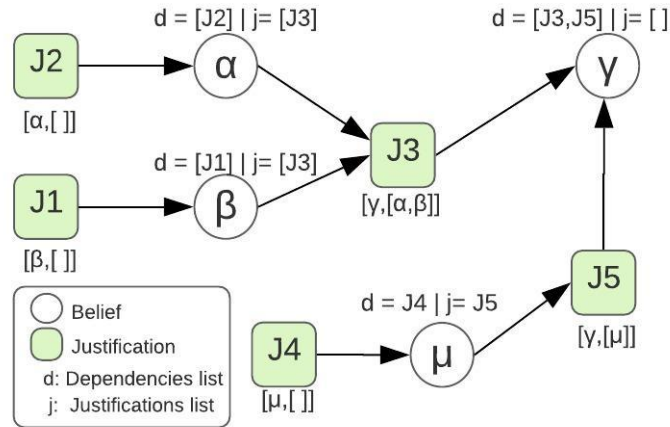 d = [J2] | j= [J3]
d = [J3,J5] | j= [ ]
J2
α
γ
[α,[ ]]
d = [J1] | j= [J3]
J3
J1
β
[γ,[α,β]]
[β,[ ]]
d = J4 | j= J5
J5
Belief
Justification
d: Dependencies list
j: Justifications list
J4
μ
[γ,[μ]]
[μ,[ ]]